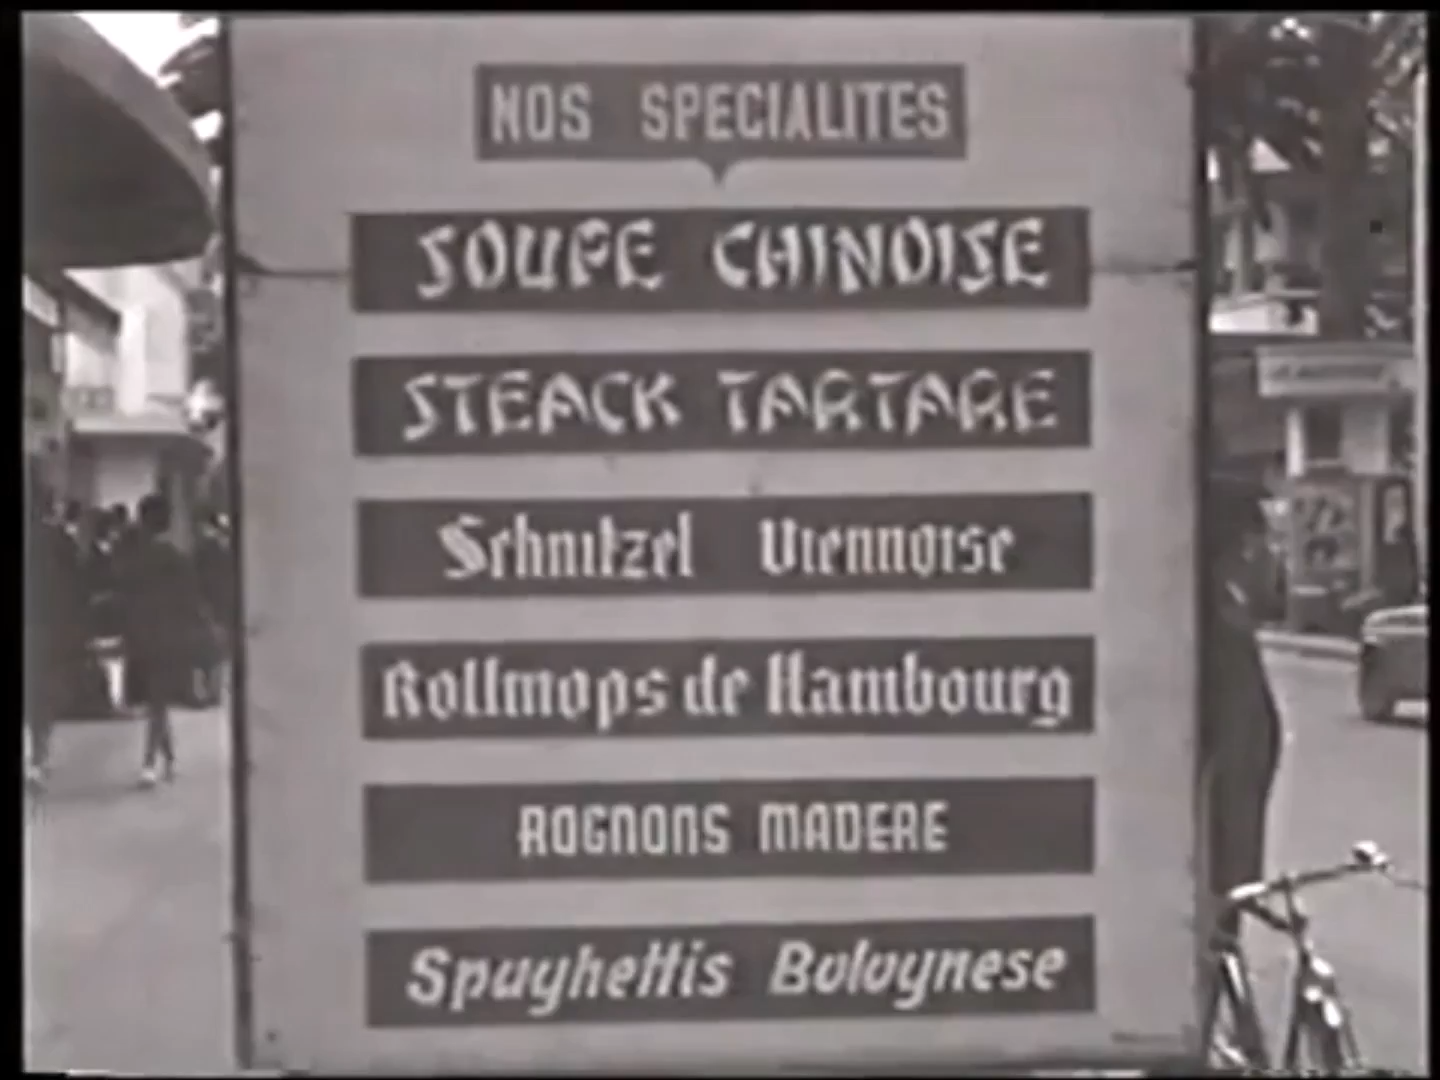 NOS SPECIALITES
SOUPE CHINOISE
STEACK TARTARE
Schnitzel Viennoise
Rollmops de Hambourg
ROGNONS MADERE
Spaghettis Bolognese